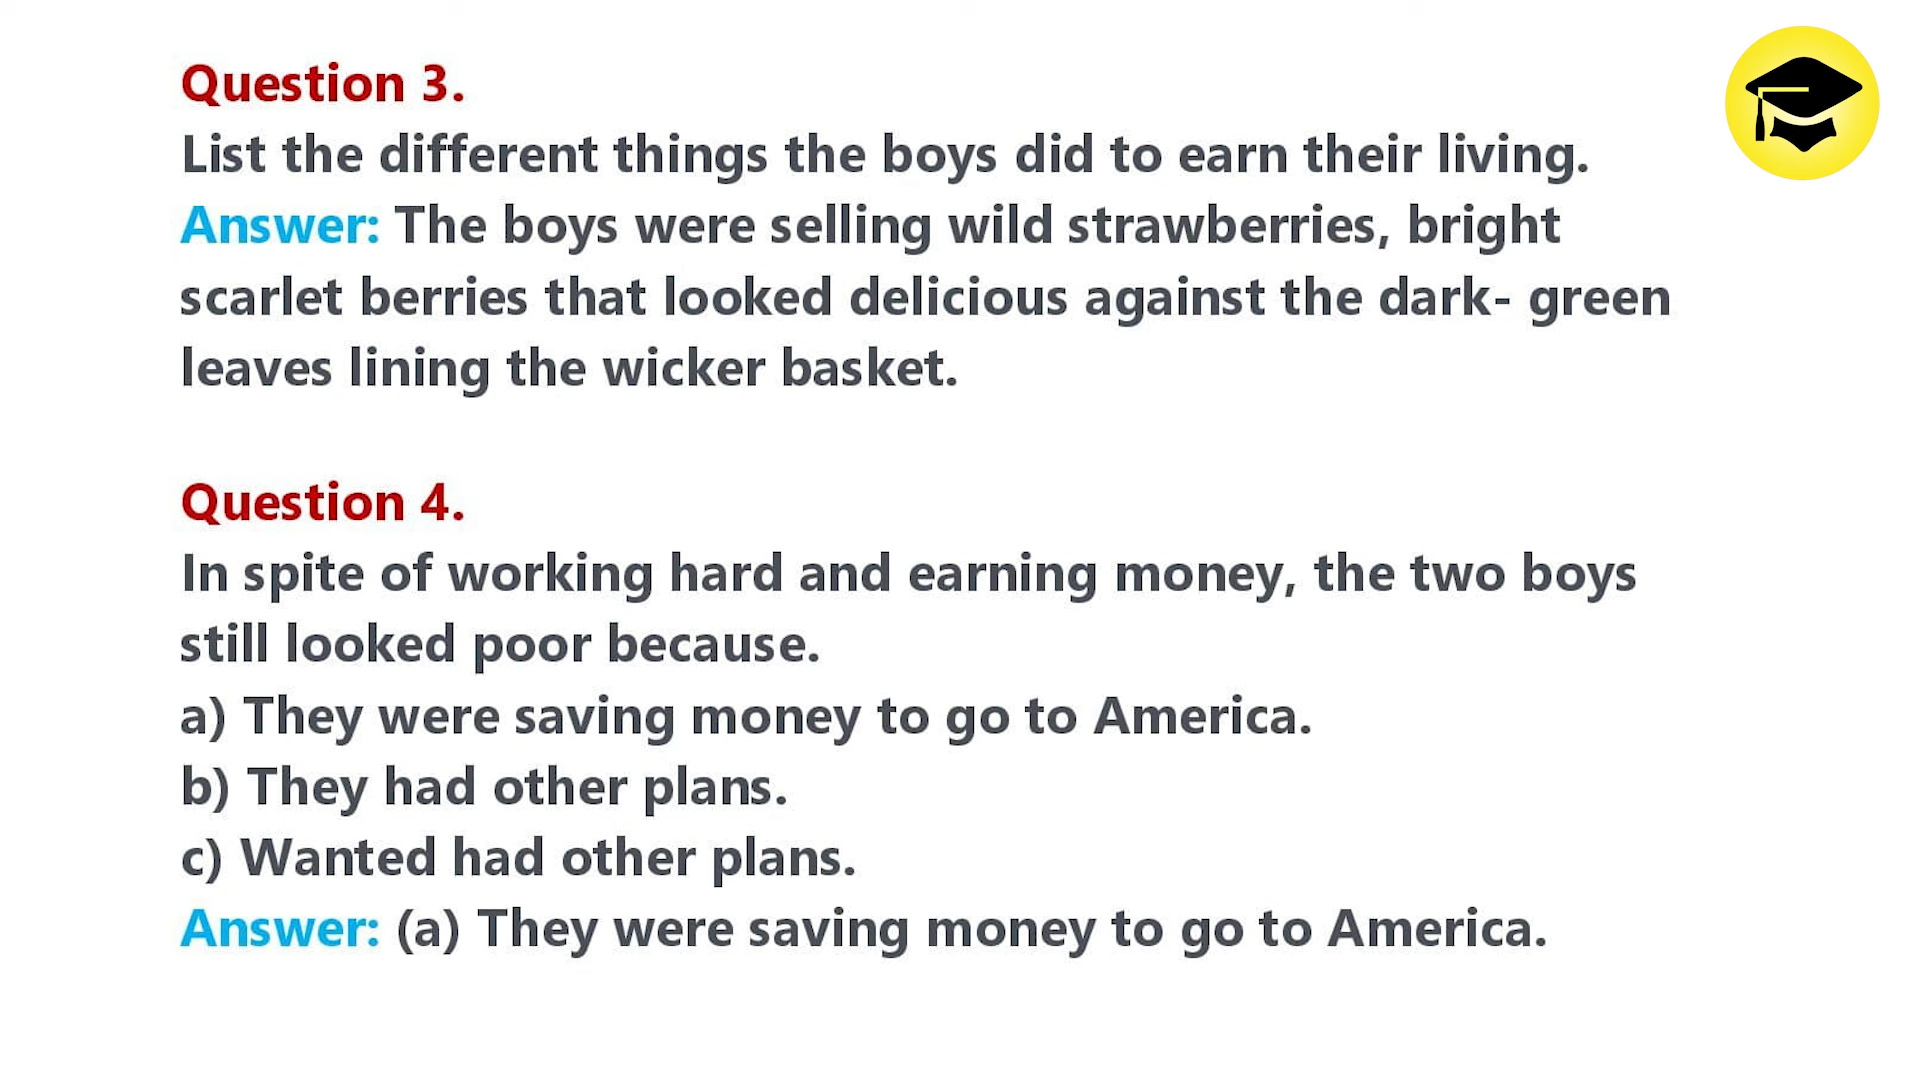 Question 3.
List the different things the boys did to earn their living.
Answer: The boys were selling wild strawberries, bright
scarlet berries that looked delicious against the dark- green
leaves lining the wicker basket.
Question 4.
In spite of working hard and earning money, the two boys
still looked poor because.
a) They were saving money to go to America.
b) They had other plans.
c) Wanted had other plans.
Answer: (a) They were saving money to go to America.